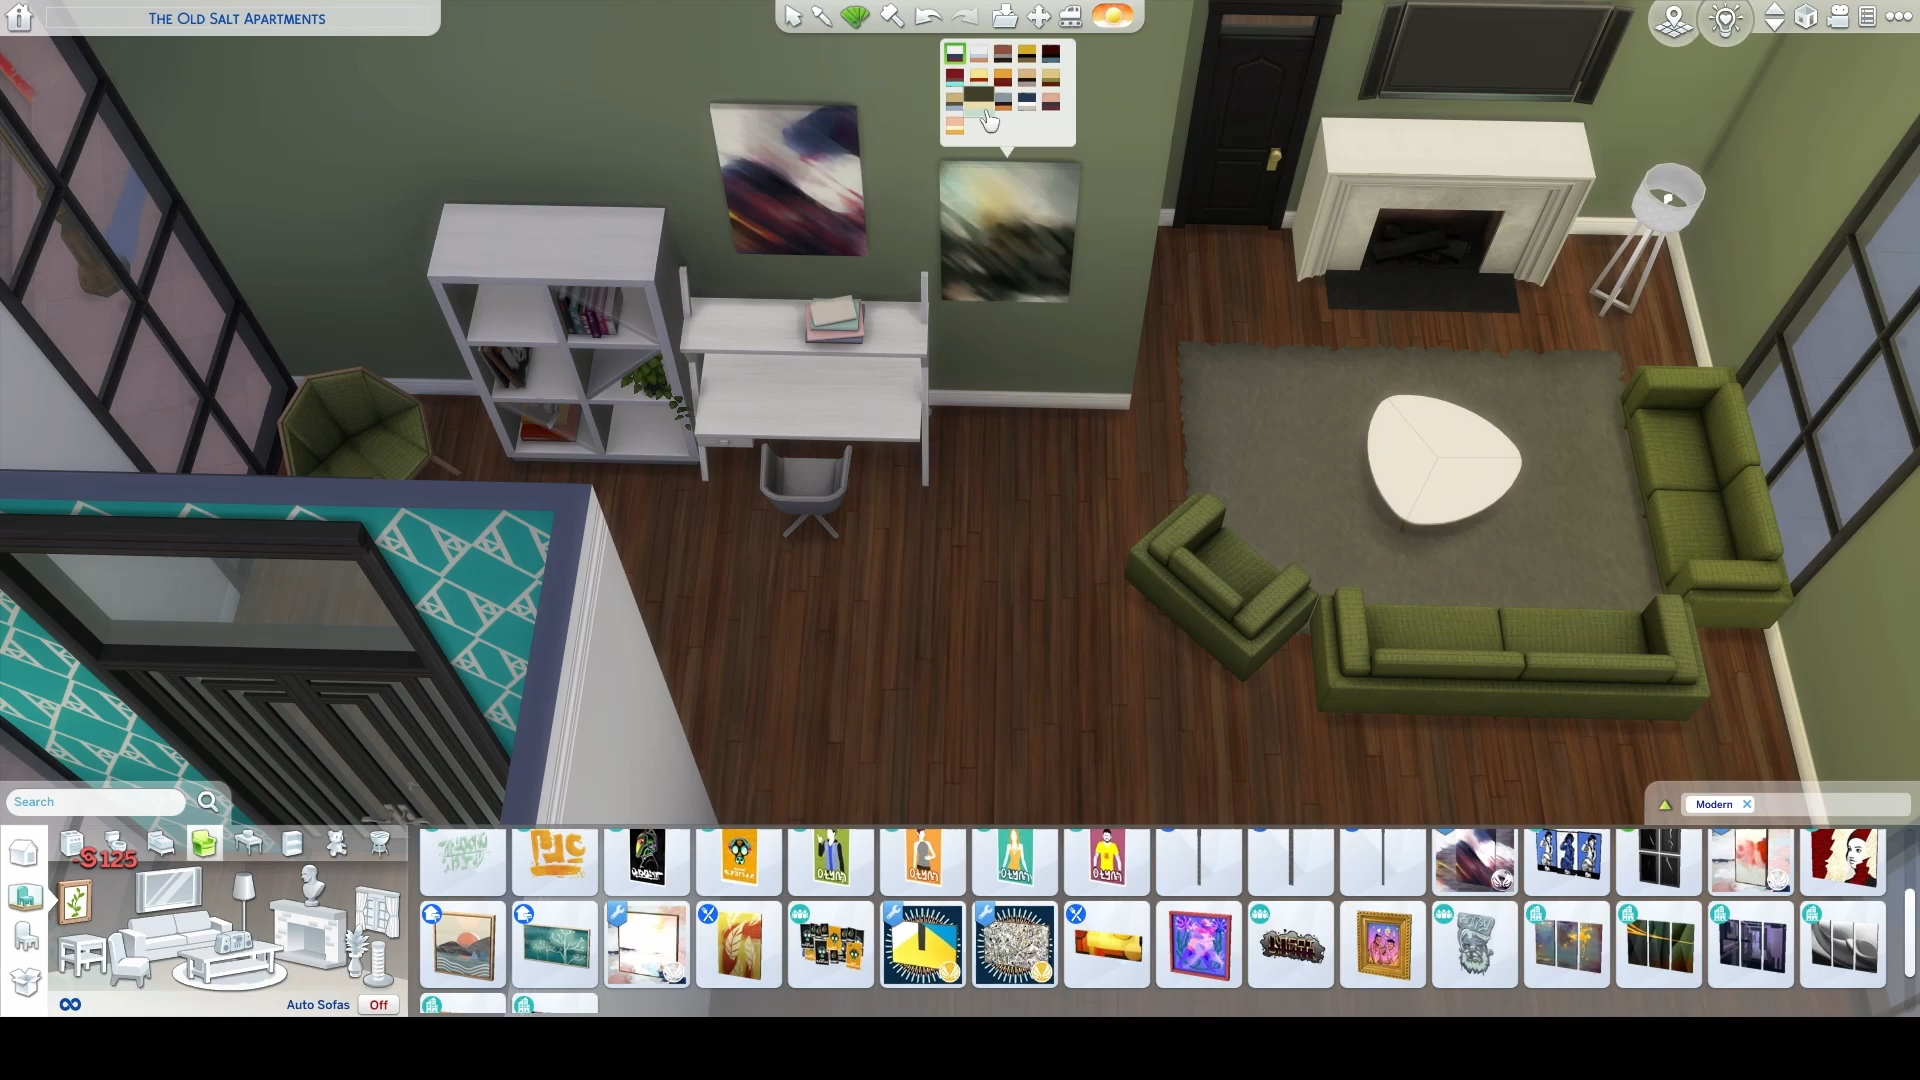 THE OLD SALT APARTMENTS
Search
Modern
-§125
Auto Sofas
Off